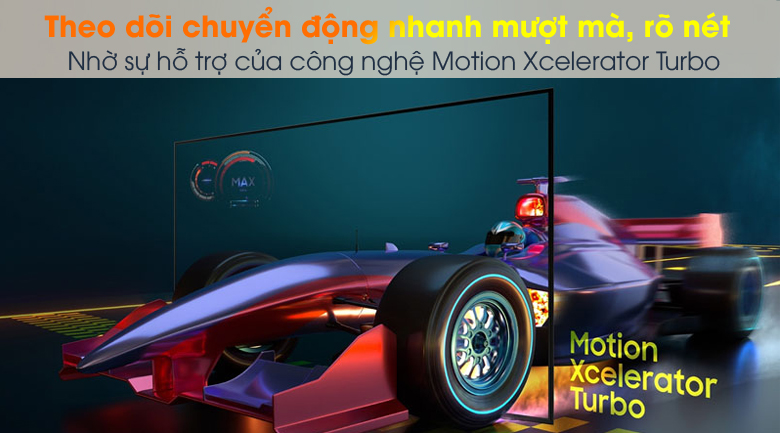 Theo dõi chuyển động nhanh mượt mà, rõ nét
Nhờ sự hỗ trợ của công nghệ Motion Xcelerator Turbo
MAX
Motion
Xcelerator
Turbo